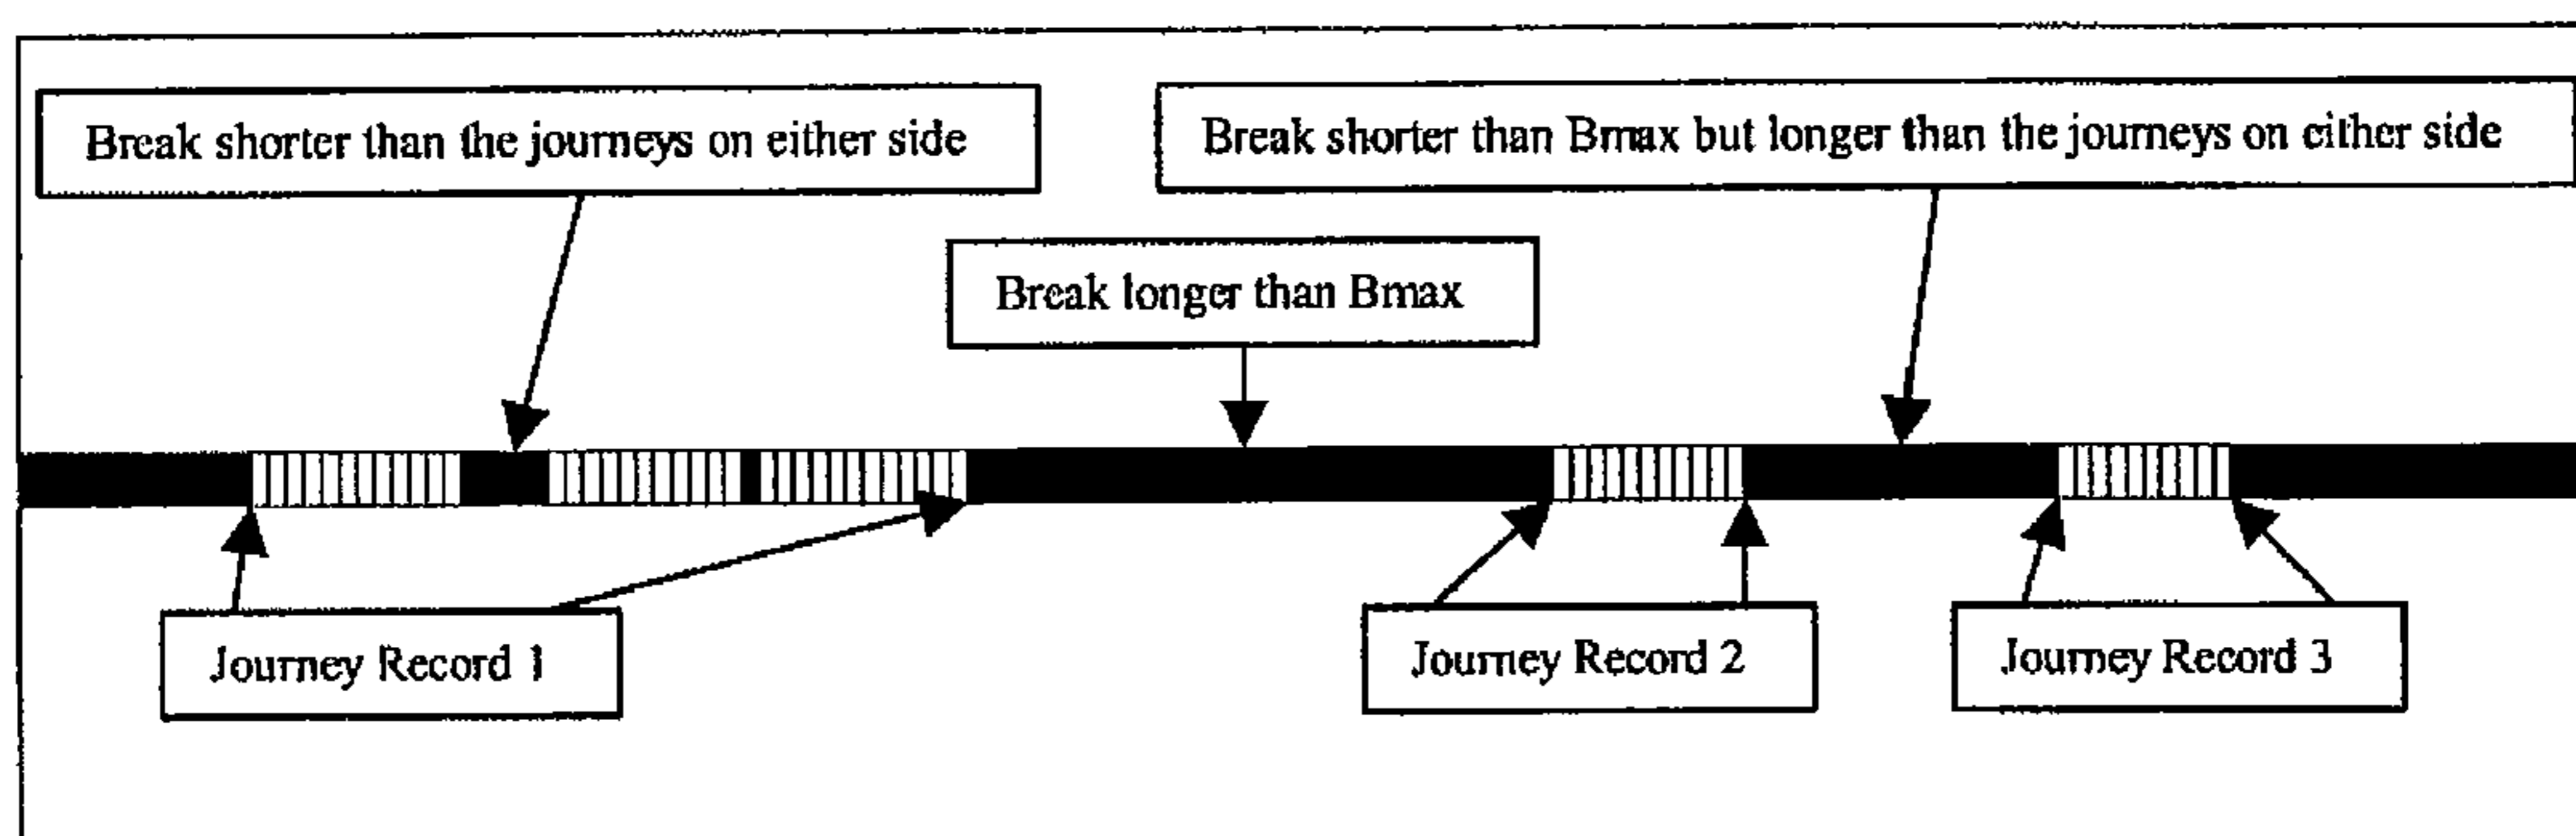 Break shorter than the journeys on either side
Break shorter than Bmax but longer than the journeys on either side
Break longer than Bmax
Journey Record 1
Journey Record 2
Journey Record 3